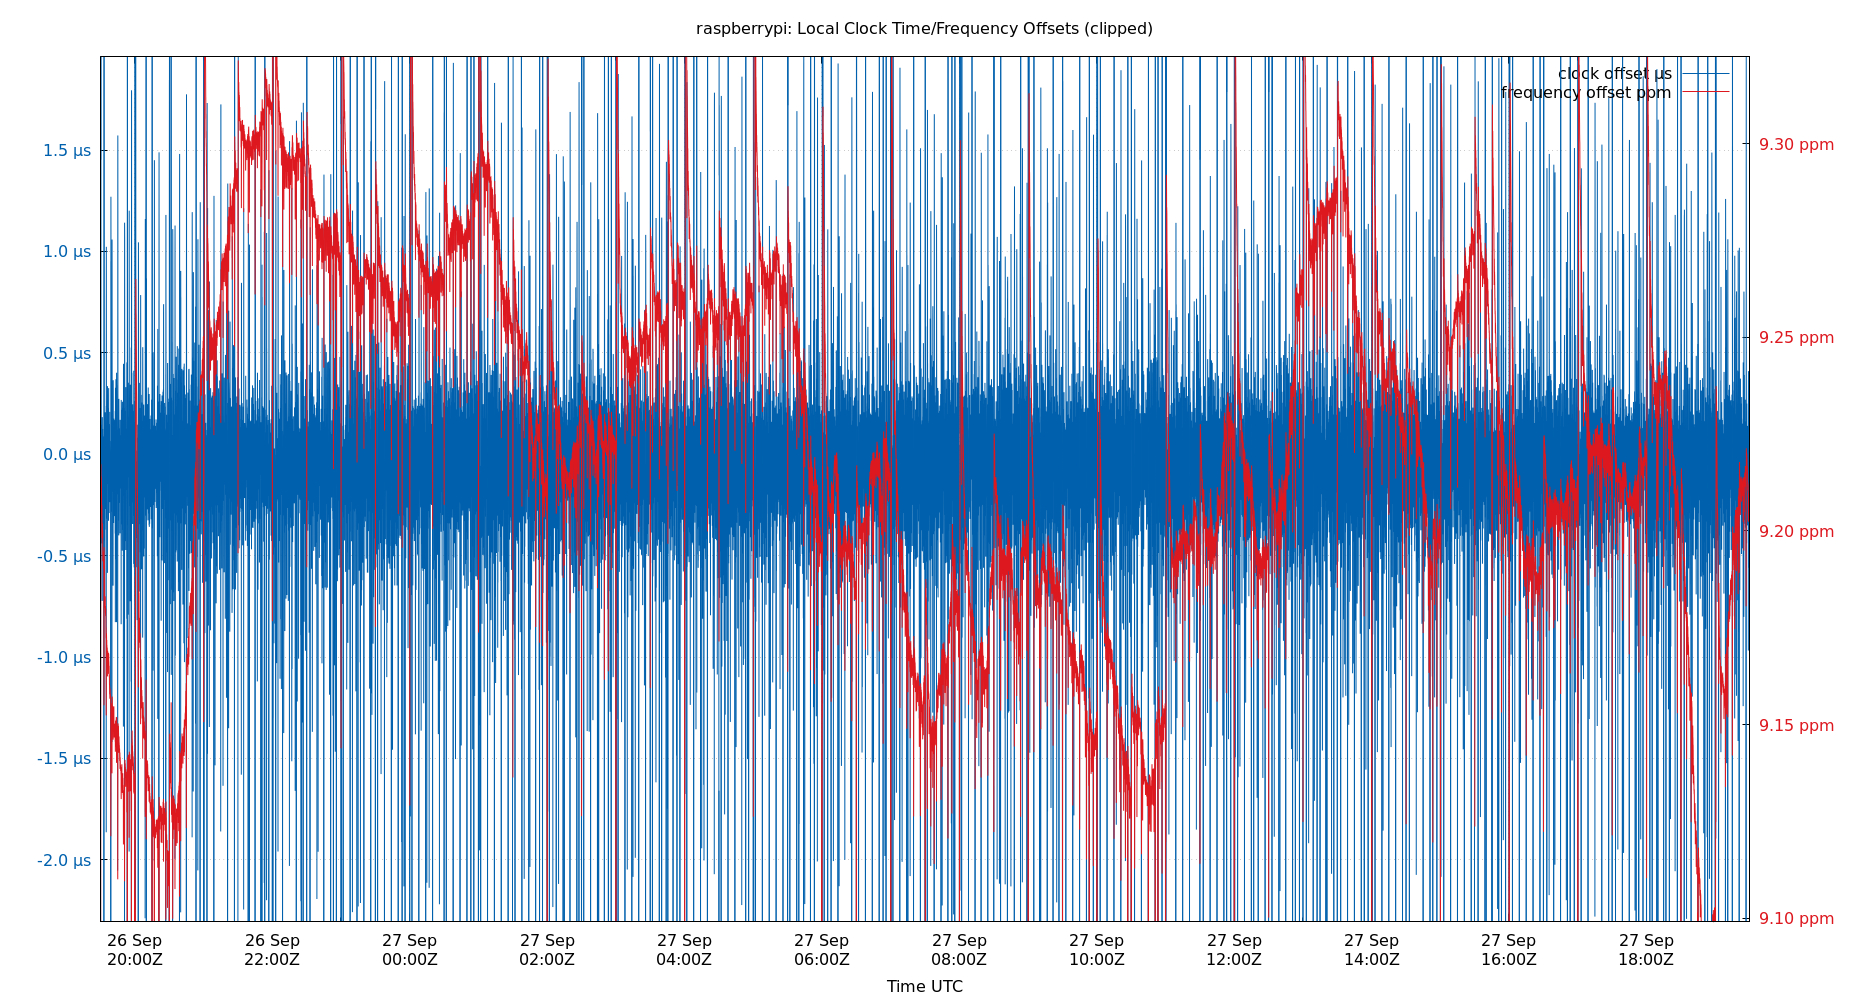 raspberrypi: Local Clock Time/Frequency Offsets (clipped)
clock offset µs
frequency offset ppm
1.5 µs
1.0 µs
0.5 µs
0.0 µs
-0.5 µs
-1.0 µs
-1.5 µs
-2.0 µs
9.30 ppm
9.25 ppm
9.20 ppm
9.15 ppm
9.10 ppm
26 Sep 26 Sep 27 Sep 27 Sep 27 Sep 27 Sep 27 Sep 27 Sep 27 Sep 27 Sep 27 Sep 27 Sep
20:00Z 22:00Z 00:00Z 02:00Z 04:00Z 06:00Z 08:00Z 10:00Z 12:00Z 14:00Z 16:00Z 18:00Z
Time UTC